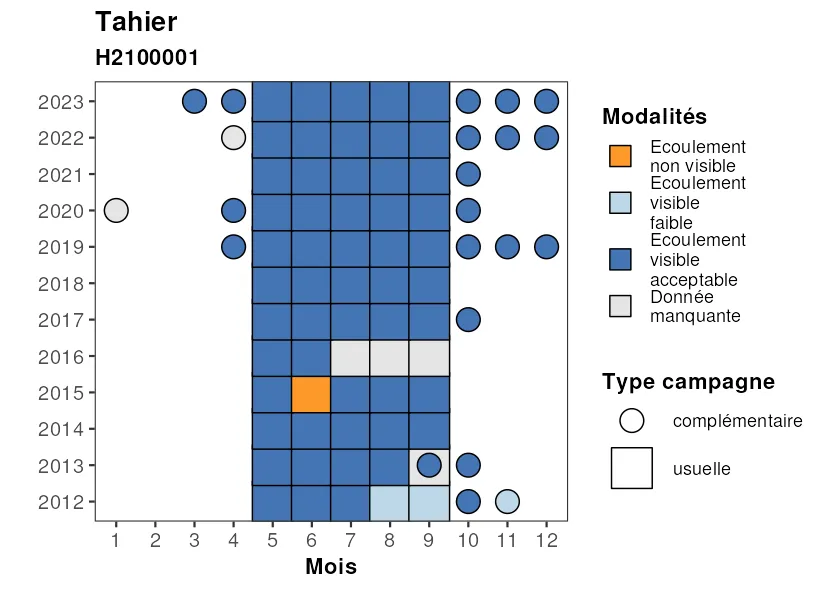 Tahier
H2100001
2023
2022
2021
2020
2019
2018
2017
2016
2015
2014
2013
2012
1 2 3 4 5 6 7 8 9 10 11 12
Mois
Modalités
Ecoulement
non visible
Ecoulement
visible
faible
Ecoulement
visible
acceptable
Donnée
manquante
Type campagne
complémentaire
usuelle